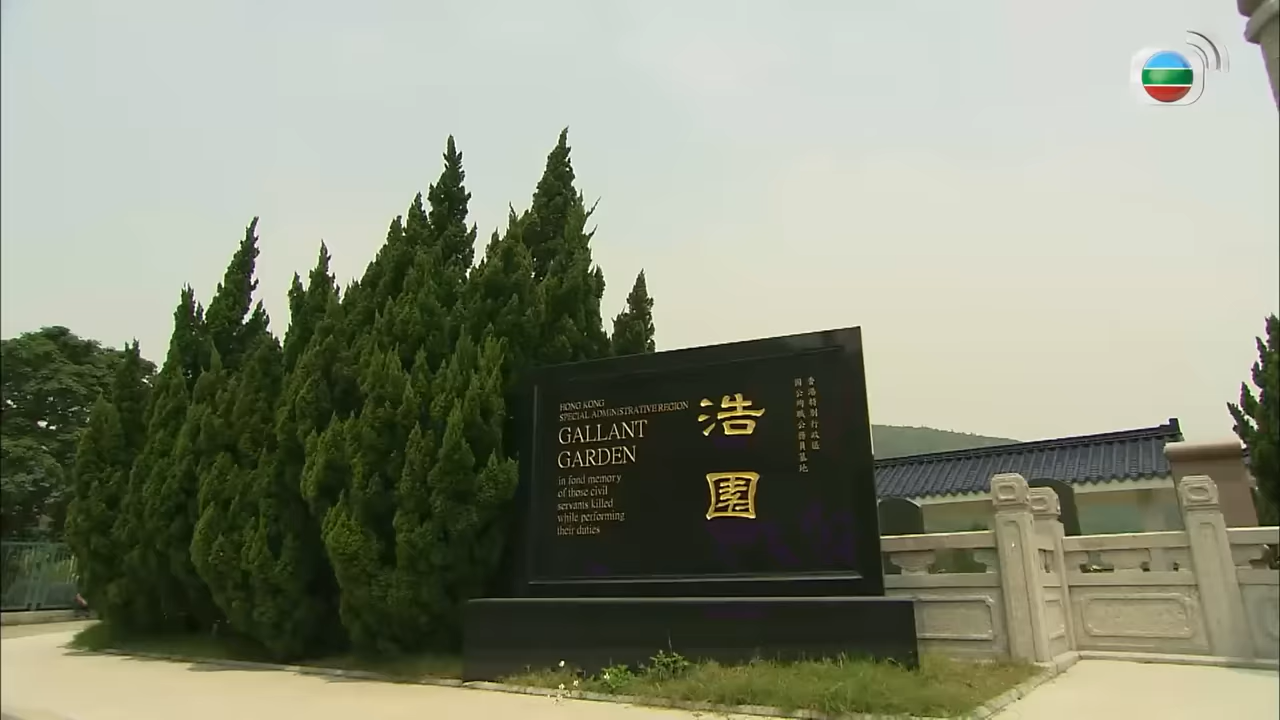 HONG KONG
SPECIAL ADMINISTRATIVE REGION
GALLANT
GARDEN
in fond memory
of those civil
servants killed
while performing
their duties
浩園
香港特別行政區
因公殉職公務員墓地